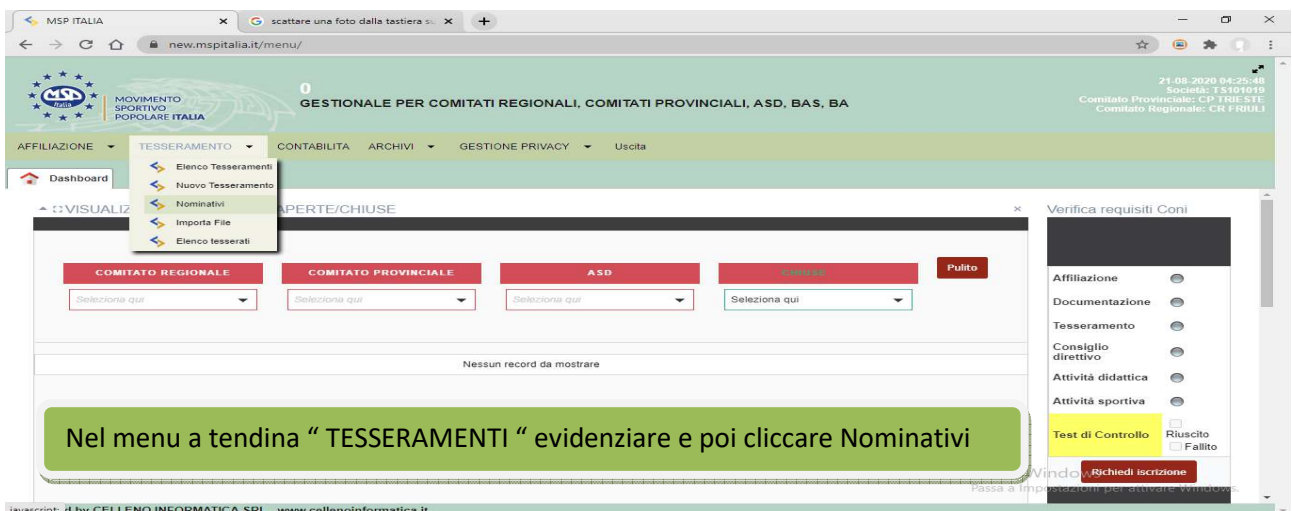 MSP ITALIA
scattare una foto dalla tastiera su
new.mspitalia.it/menu/
MSP
Italia
MOVIMENTO
SPORTIVO
POPOLARE ITALIA
0
GESTIONALE PER COMITATI REGIONALI, COMITATI PROVINCIALI, ASD, BAS, BA
21-08-2020 04:25:48
Società: TS101019
Comitato Provinciale: CP TRIESTE
Comitato Regionale: CR FRIULI
AFFILIAZIONE TESSERAMENTO CONTABILITA ARCHIVI GESTIONE PRIVACY Uscita
Dashboard
Elenco Tesseramenti
Nuovo Tesseramento
Nominativi
Importa File
Elenco tesserati
VISUALIZ APERTE/CHIUSE
COMITATO REGIONALE COMITATO PROVINCIALE ASD CHIUSE Pulito
Seleziona qui Seleziona qui Seleziona qui Seleziona qui
Nessun record da mostrare
Verifica requisiti Coni
Affiliazione
Documentazione
Tesseramento
Consiglio
direttivo
Attività didattica
Attività sportiva
Test di Controllo Riuscito
Fallito
Richiedi iscrizione
Nel menu a tendina “ TESSERAMENTI “ evidenziare e poi cliccare Nominativi
Windows
Passa a Impostazioni per attivare Windows.
javascript: d by CELLENO INFORMATICA SRL www.cellenoinformatica.it